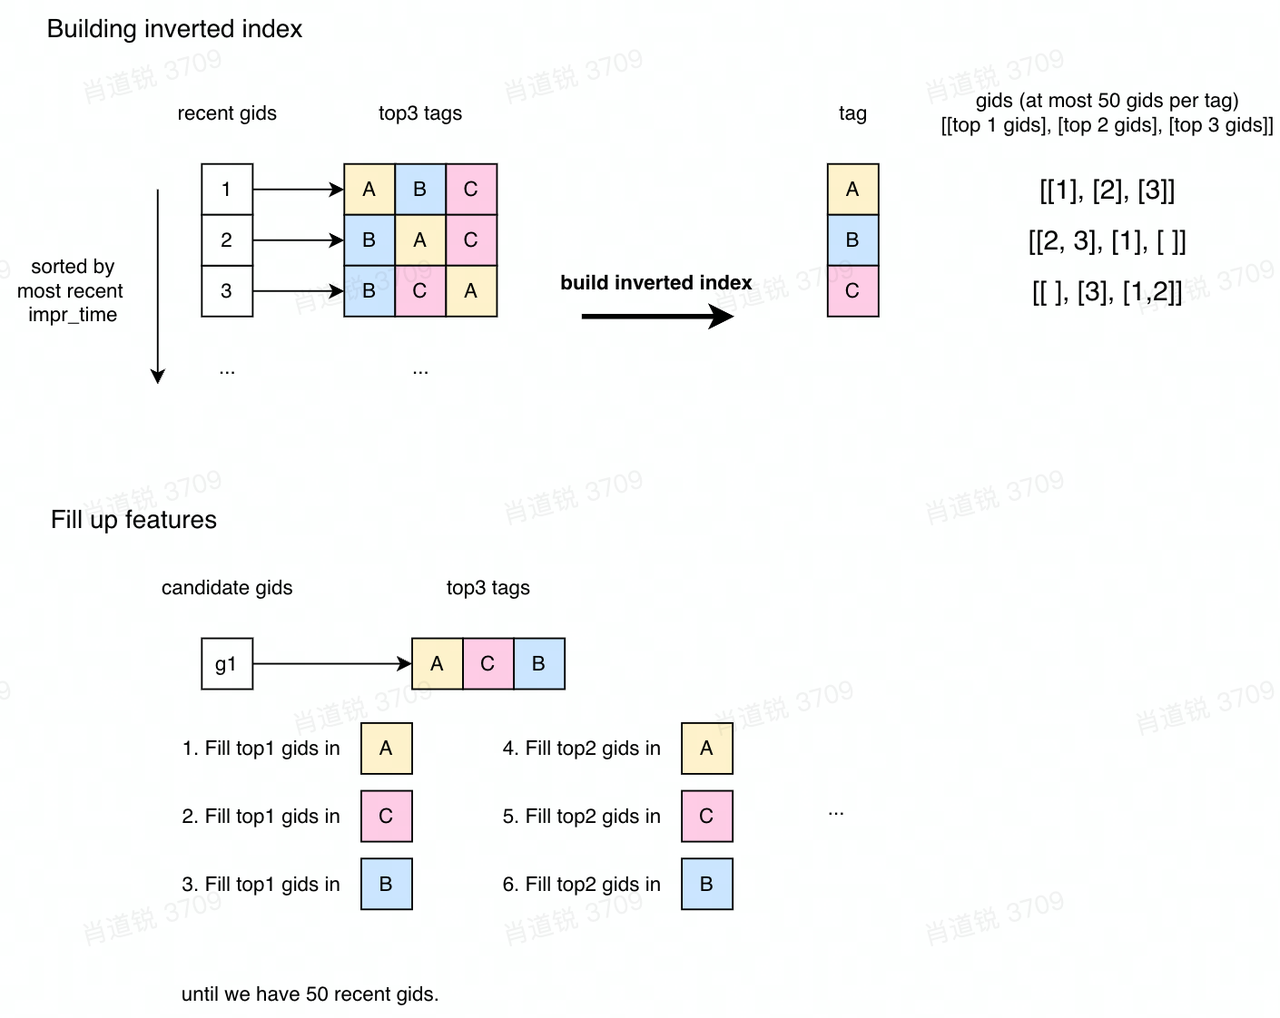 Building inverted index
recent gids
top3 tags
tag
gids (at most 50 gids per tag)
[[top 1 gids], [top 2 gids], [top 3 gids]]
1
A B C
A
[[1], [2], [3]]
2
B A C
B
[[2, 3], [1], [ ]]
3
B C A
C
[[ ], [3], [1,2]]
sorted by
most recent
impr_time
build inverted index
...
...
Fill up features
candidate gids
top3 tags
g1
A C B
1. Fill top1 gids in A
4. Fill top2 gids in A
2. Fill top1 gids in C
5. Fill top2 gids in C
...
3. Fill top1 gids in B
6. Fill top2 gids in B
until we have 50 recent gids.
肖道锐 3709